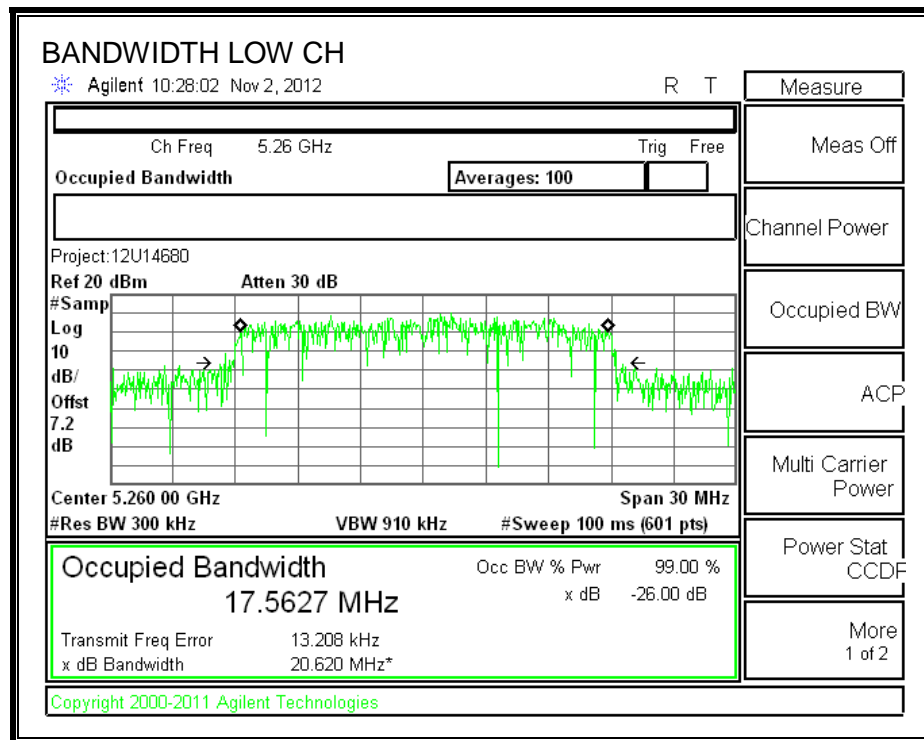 BANDWIDTH LOW CH
Agilent 10:28:02 Nov 2, 2012 R T
Ch Freq 5.26 GHz Trig Free
Occupied Bandwidth Averages: 100
Project:12U14680
Ref 20 dBm Atten 30 dB
#Samp
Log
10
dB/
Offst
7.2
dB
Center 5.260 00 GHz Span 30 MHz
#Res BW 300 kHz VBW 910 kHz #Sweep 100 ms (601 pts)
Occupied Bandwidth Occ BW % Pwr 99.00 %
17.5627 MHz x dB -26.00 dB
Transmit Freq Error 13.208 kHz
x dB Bandwidth 20.620 MHz*
Copyright 2000-2011 Agilent Technologies
Measure
Meas Off
Channel Power
Occupied BW
ACP
Multi Carrier
Power
Power Stat
CCDF
More
1 of 2